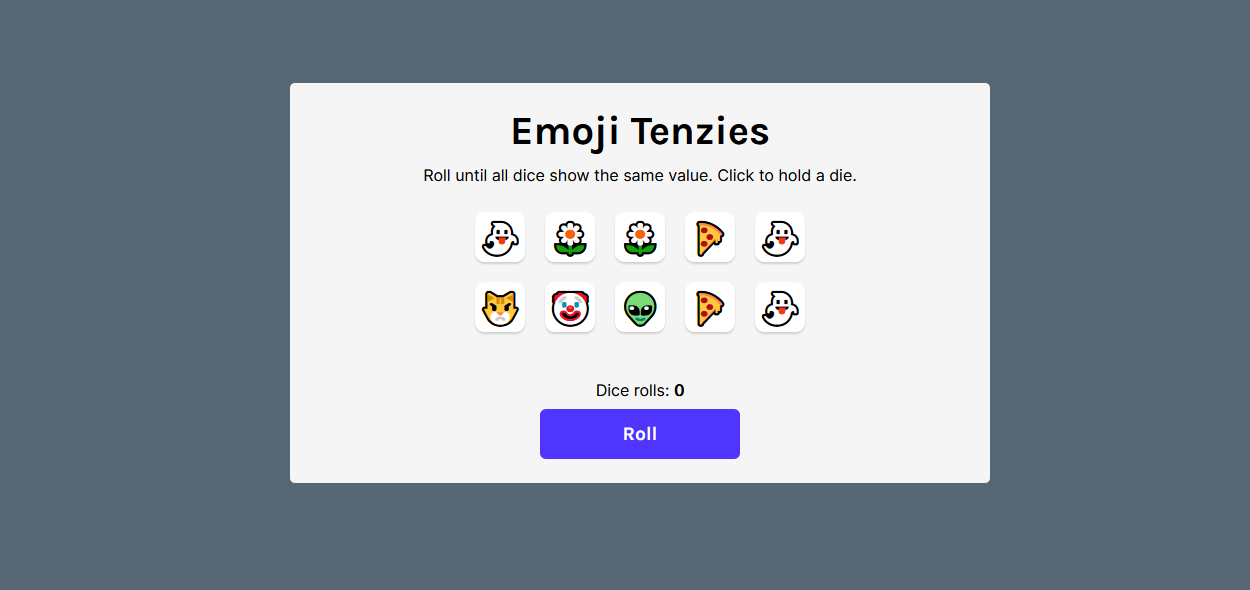 Emoji Tenzies
Roll until all dice show the same value. Click to hold a die.
Dice rolls: 0
Roll